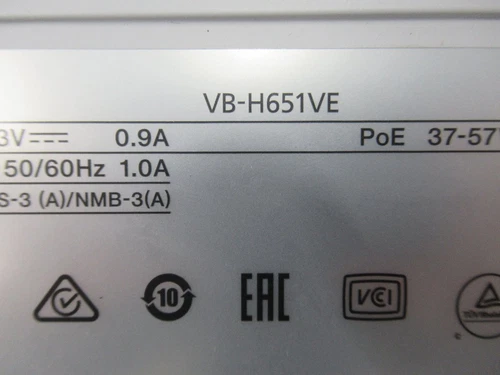 VB-H651VE
3V⎓ 0.9A PoE 37-57
50/60Hz 1.0A
S-3 (A)/NMB-3(A)
10 EAC VCI